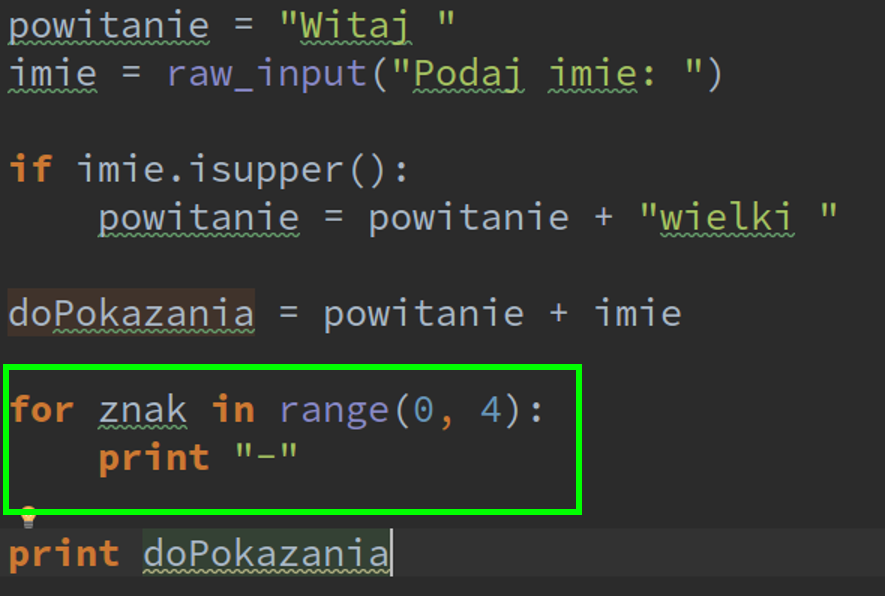 powitanie = "Witaj "
imie = raw_input("Podaj imie: ")
if imie.isupper():
    powitanie = powitanie + "wielki "
doPokazania = powitanie + imie
for znak in range(0, 4):
    print "-"
print doPokazania